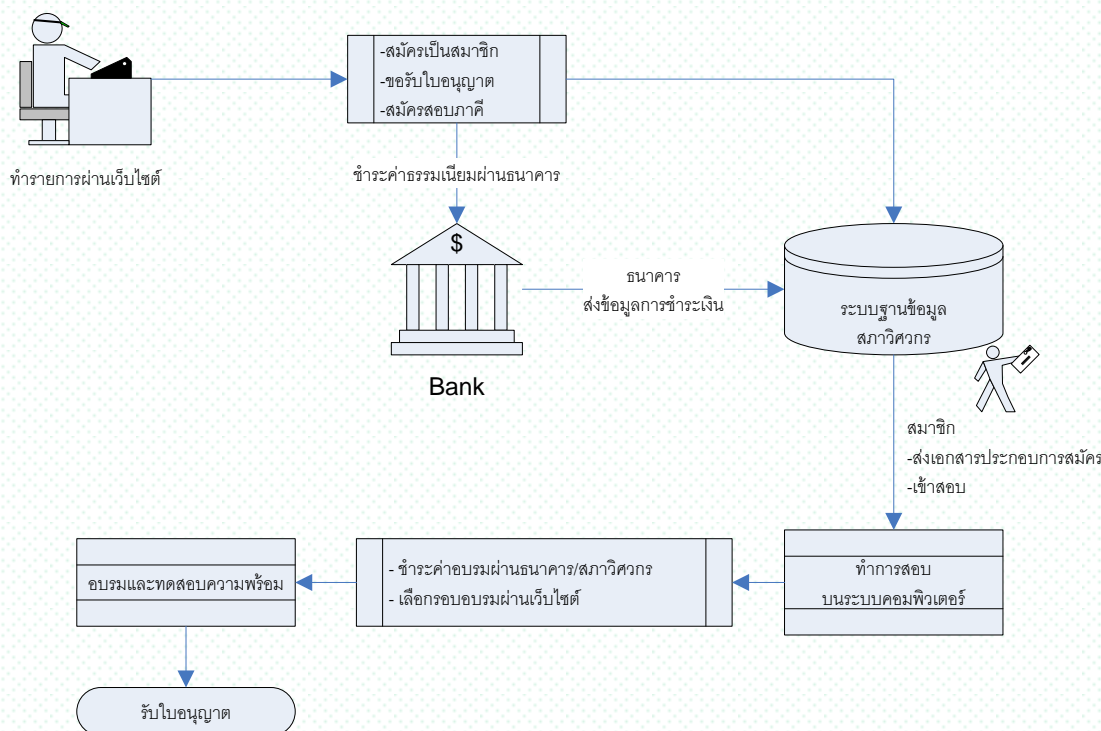 -สมัครเป็นสมาชิก
-ขอรับใบอนุญาต
-สมัครสอบภาคี
ทำรายการผ่านเว็บไซต์
ชำระค่าธรรมเนียมผ่านธนาคาร
$
Bank
ธนาคาร
ส่งข้อมูลการชำระเงิน
ระบบฐานข้อมูล
สภาวิศวกร
สมาชิก
-ส่งเอกสารประกอบการสมัคร
-เข้าสอบ
ทำการสอบ
บนระบบคอมพิวเตอร์
- ชำระค่าอบรมผ่านธนาคาร/สภาวิศวกร
- เลือกรอบอบรมผ่านเว็บไซต์
อบรมและทดสอบความพร้อม
รับใบอนุญาต